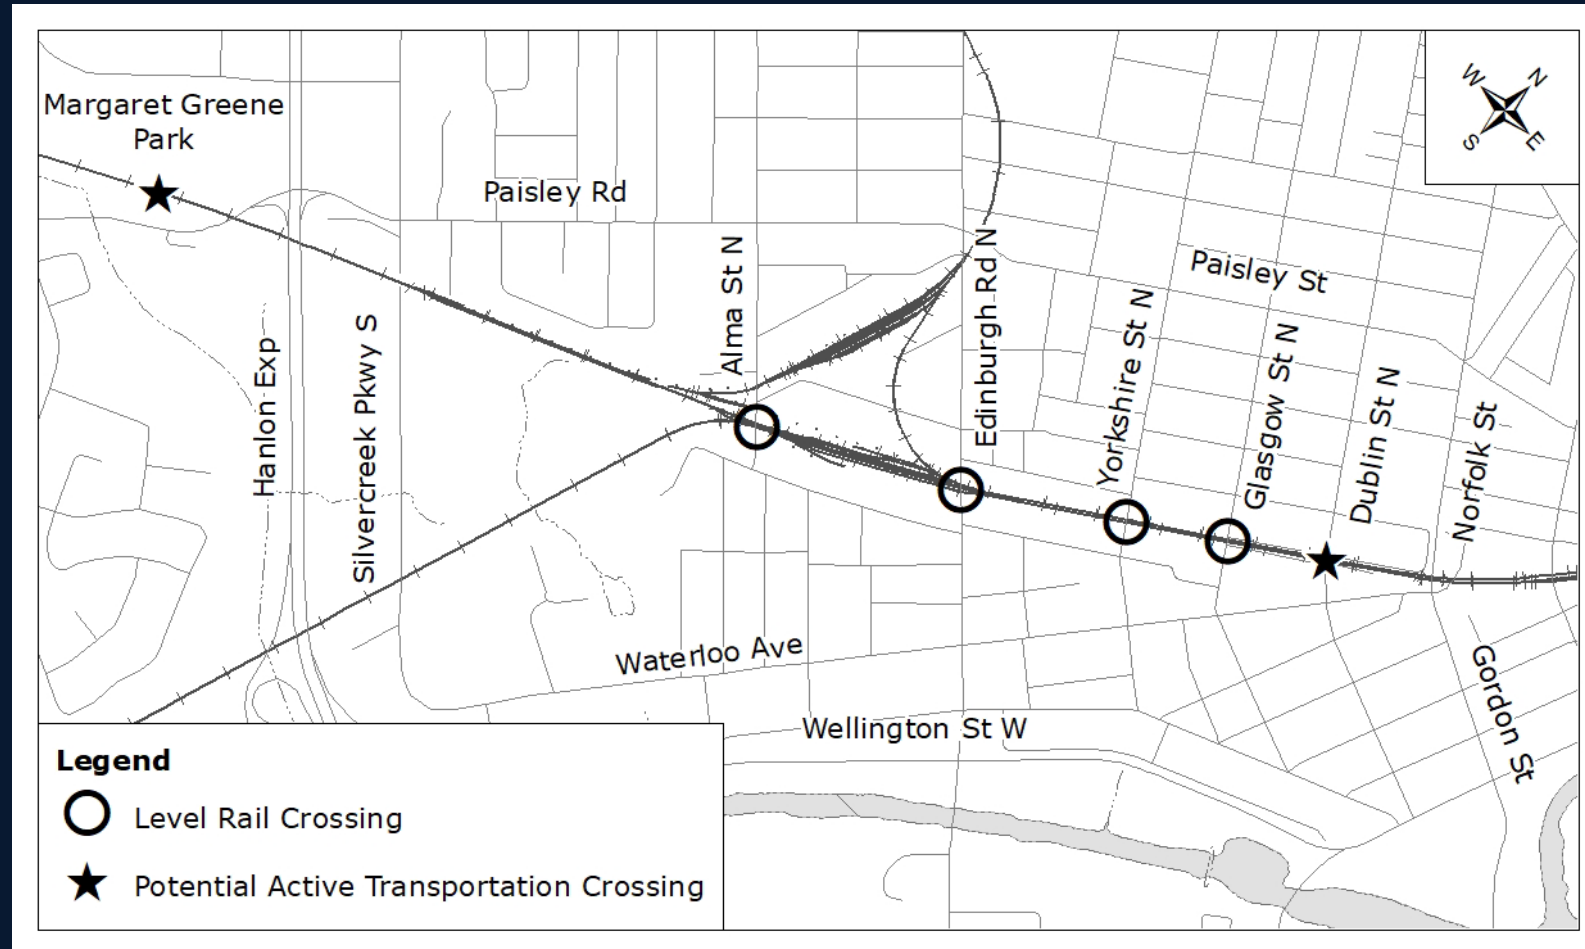 W
N
S
E
Margaret Greene
Park
Paisley Rd
Alma St N
Edinburgh Rd N
Paisley St
Yorkshire St N
Glasgow St N
Dublin St N
Norfolk St
Hanlon Exp
Silvercreek Pkwy S
Waterloo Ave
Wellington St W
Gordon St
Legend
Level Rail Crossing
Potential Active Transportation Crossing